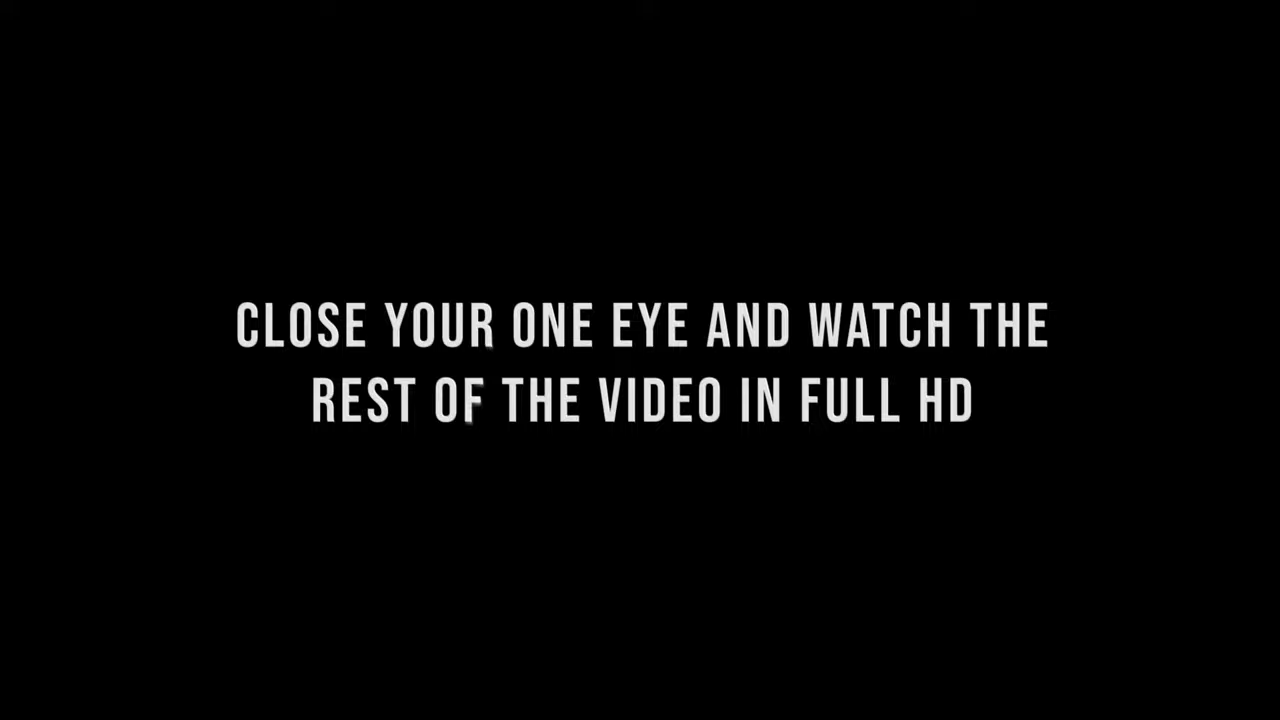 CLOSE YOUR ONE EYE AND WATCH THE
REST OF THE VIDEO IN FULL HD